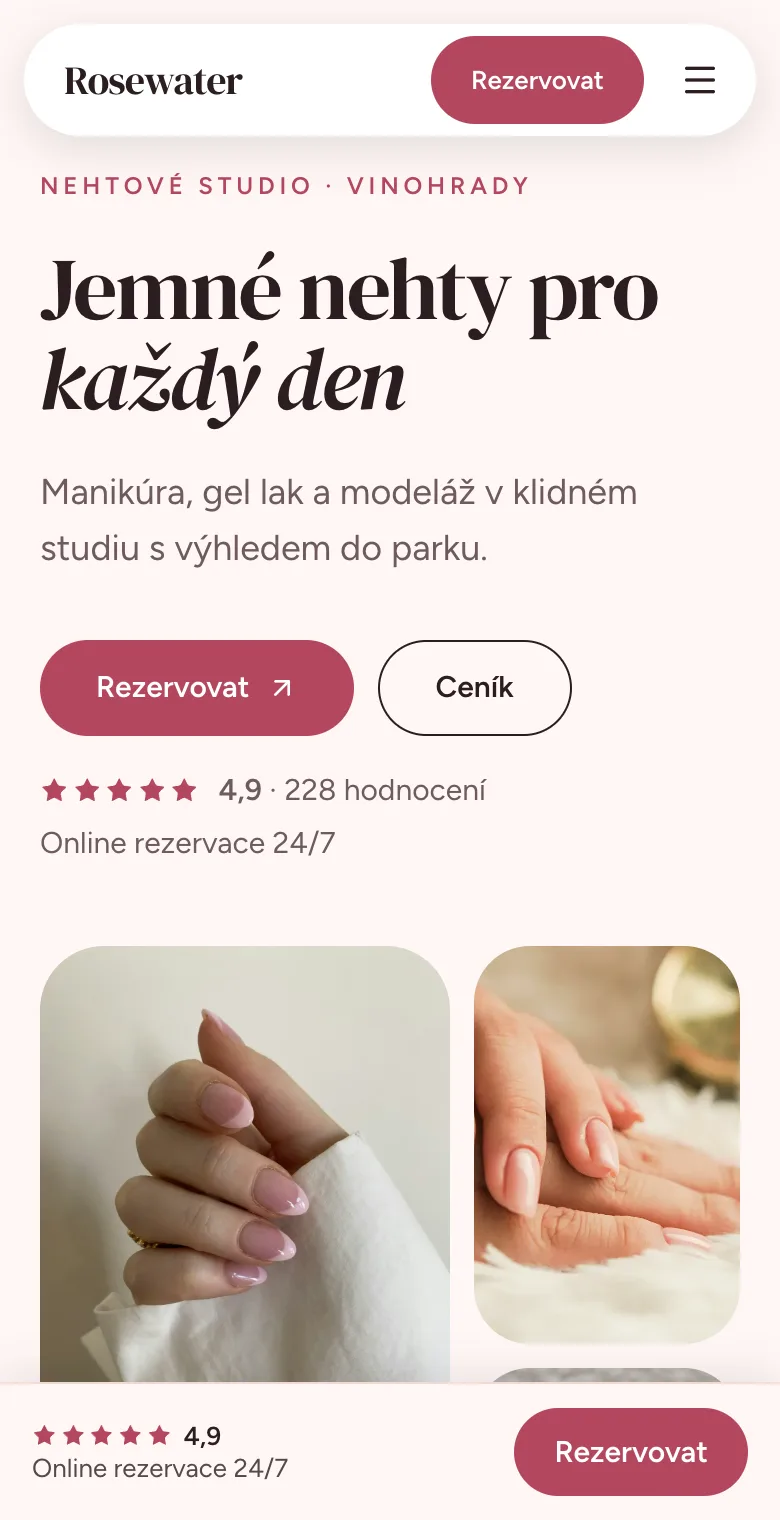 Rosewater
Rezervovat
NEHTOVÉ STUDIO · VINOHRADY
Jemné nehty pro
každý den
Manikúra, gel lak a modeláž v klidném
studiu s výhledem do parku.
Rezervovat
Ceník
4,9 · 228 hodnocení
Online rezervace 24/7
4,9
Online rezervace 24/7
Rezervovat